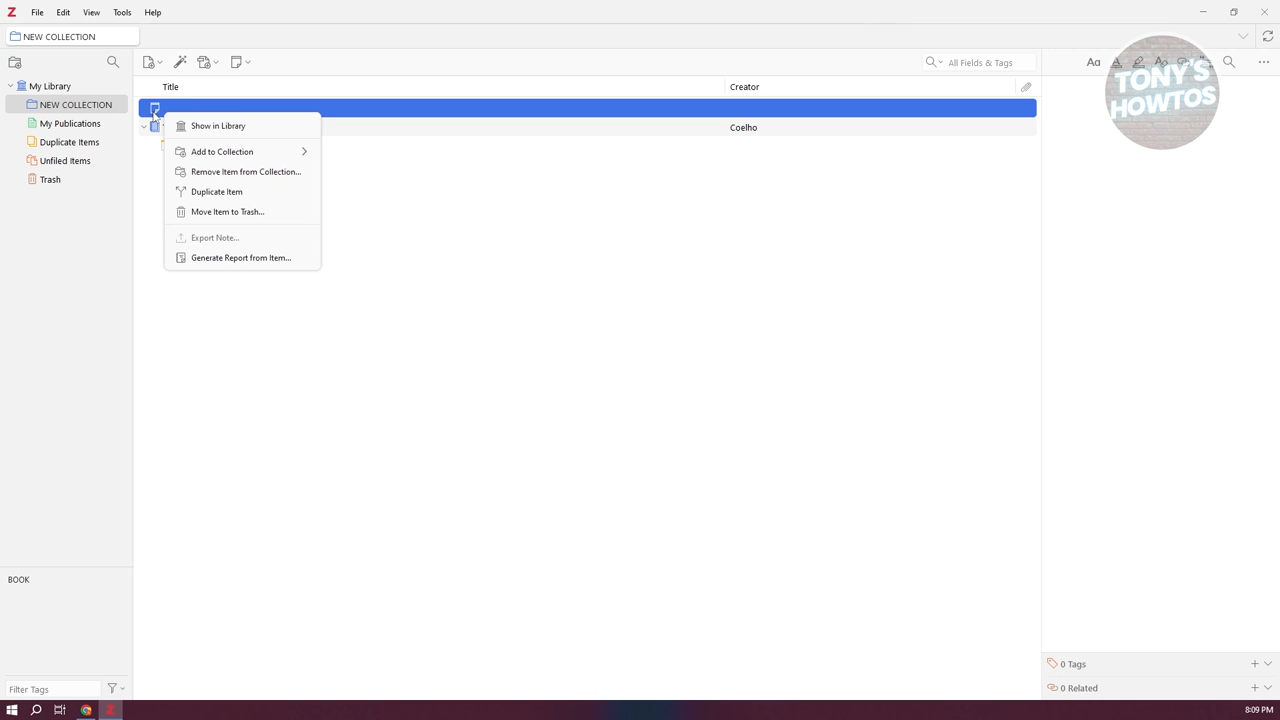 Z File Edit View Tools Help
NEW COLLECTION
All Fields & Tags
Aa
TONY'S
HOWTOS
My Library
Title
Creator
NEW COLLECTION
My Publications
Coelho
Show in Library
Duplicate Items
Add to Collection
Unfiled Items
Remove Item from Collection...
Trash
Duplicate Item
Move Item to Trash...
Export Note...
Generate Report from Item...
BOOK
0 Tags
Filter Tags
0 Related
8:09 PM